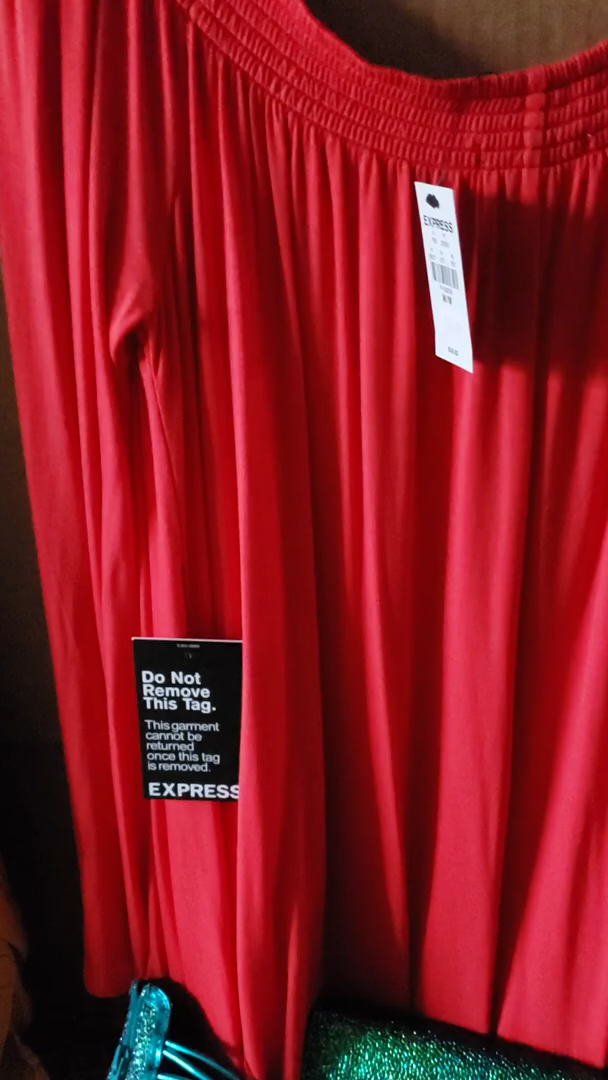 EXPRESS
Do Not
Remove
This Tag.
This garment
cannot be
returned
once this tag
is removed.
EXPRESS